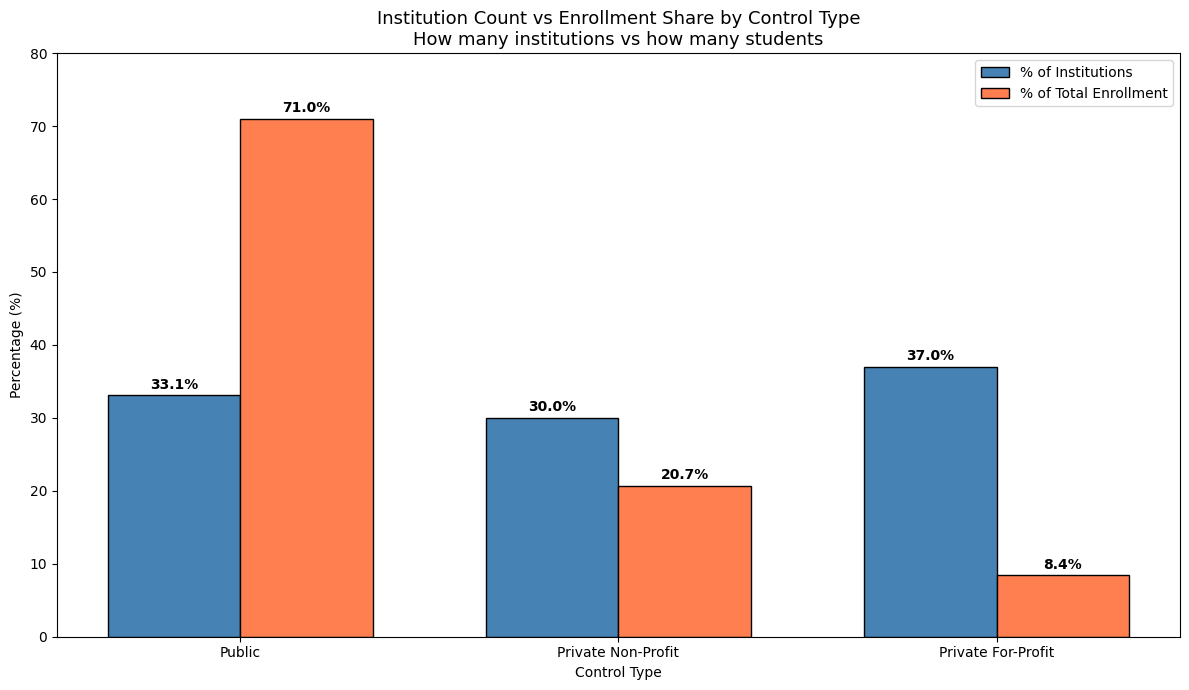 Institution Count vs Enrollment Share by Control Type
How many institutions vs how many students
% of Institutions
% of Total Enrollment
Percentage (%)
80
70
60
50
40
30
20
10
0
33.1%
71.0%
30.0%
20.7%
37.0%
8.4%
Public
Private Non-Profit
Private For-Profit
Control Type